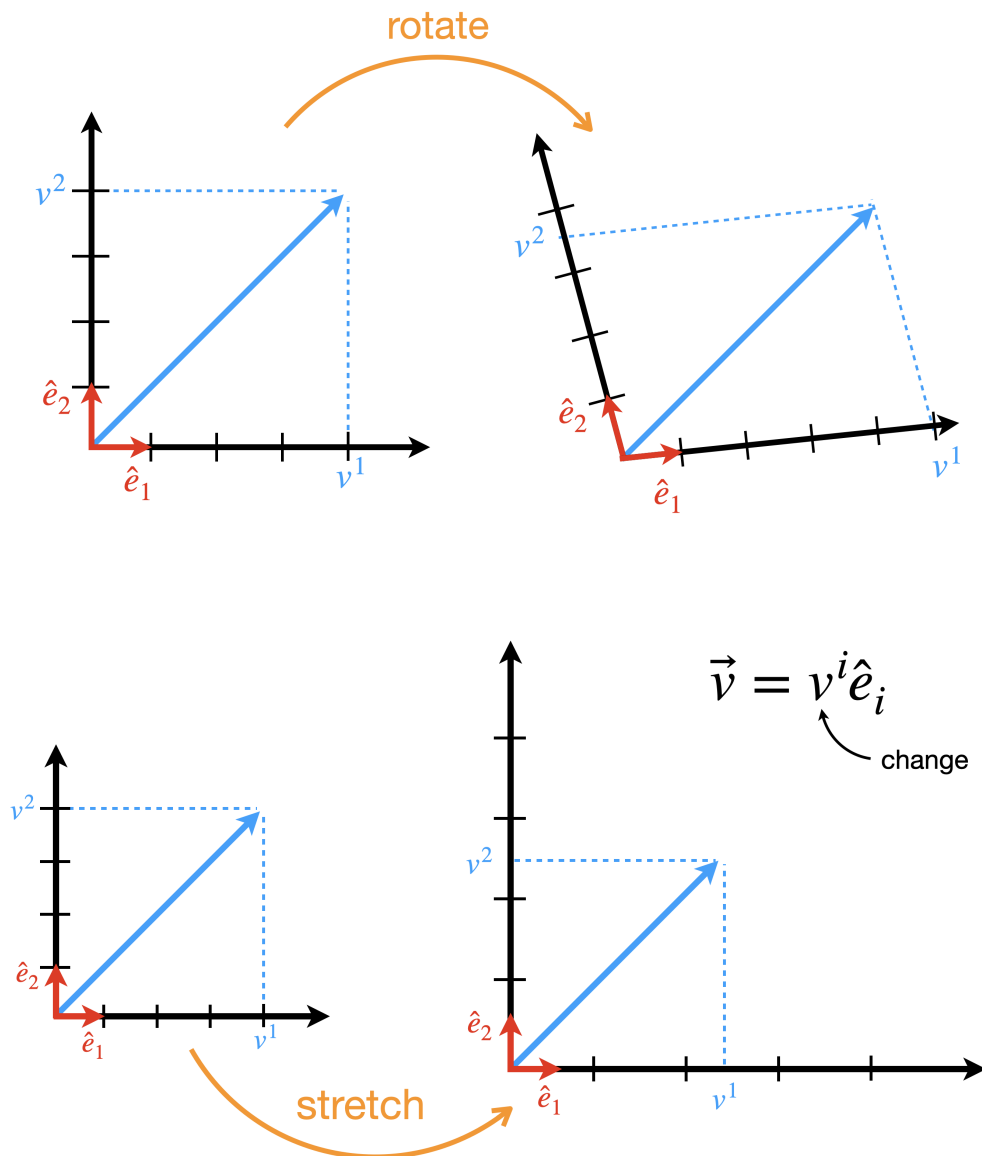 rotate
v²
ê₂
ê₁
v¹
v²
ê₂
ê₁
v¹
v⃗ = vⁱêᵢ
change
v²
ê₂
ê₁
v¹
v²
ê₂
ê₁
v¹
stretch